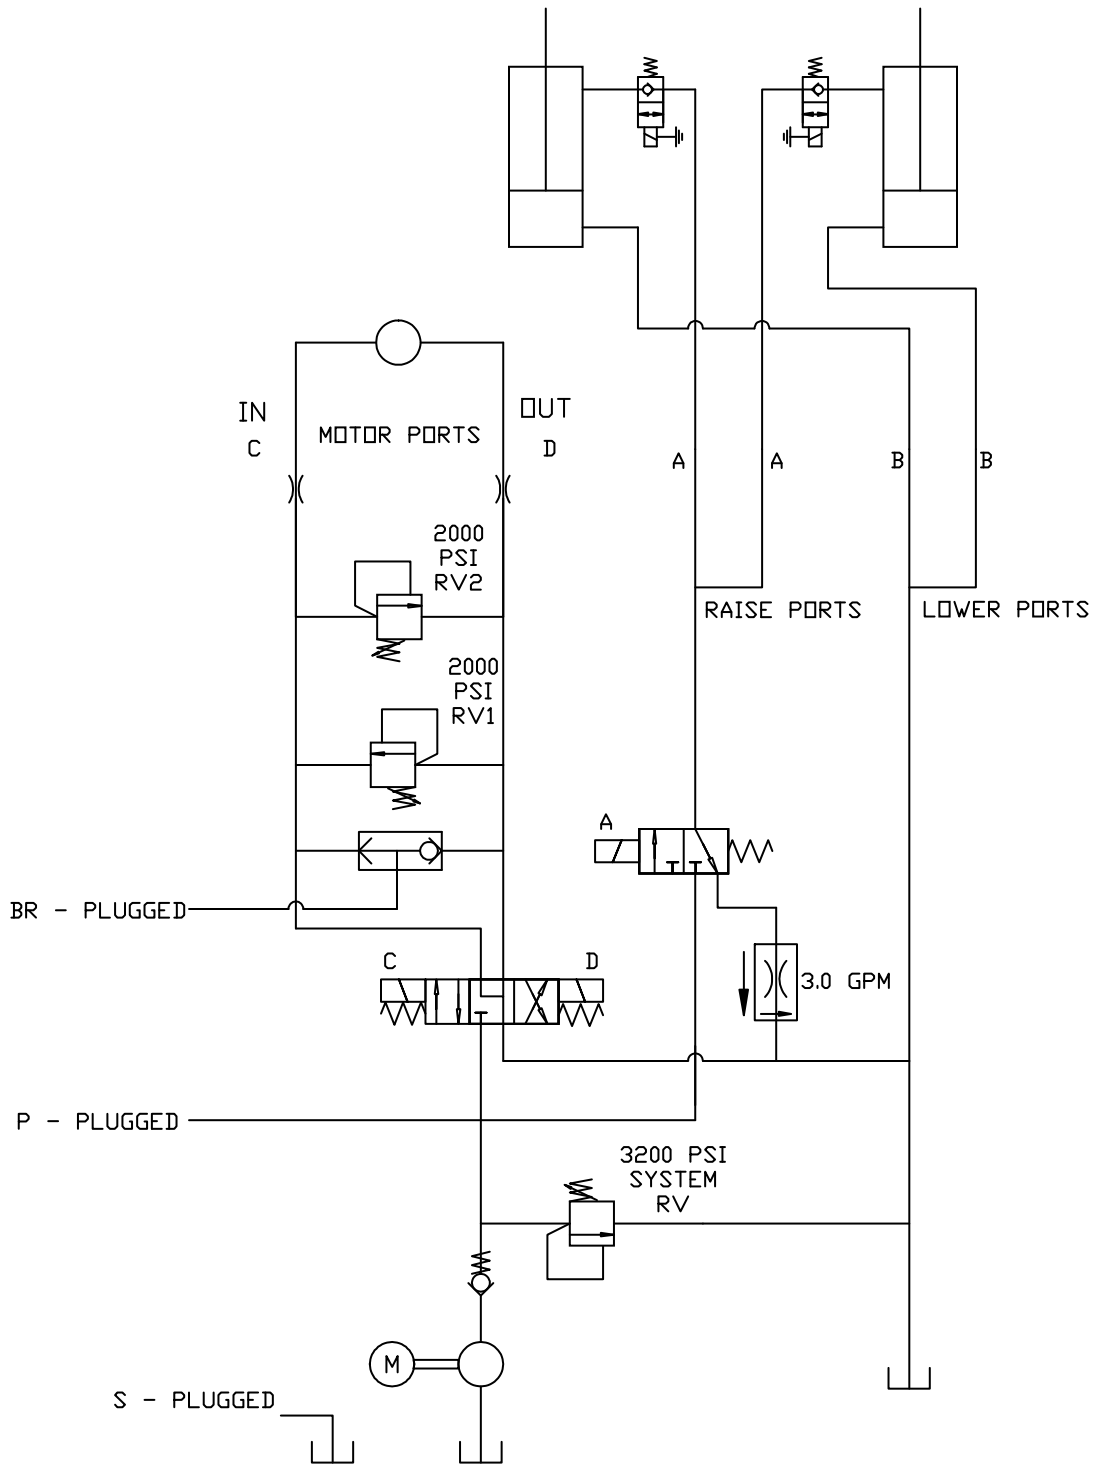 IN
OUT
C
MOTOR PORTS
D
A
A
B
B
2000
PSI
RV2
RAISE PORTS
LOWER PORTS
2000
PSI
RV1
A
BR - PLUGGED
C
D
3.0 GPM
P - PLUGGED
3200 PSI
SYSTEM
RV
M
S - PLUGGED